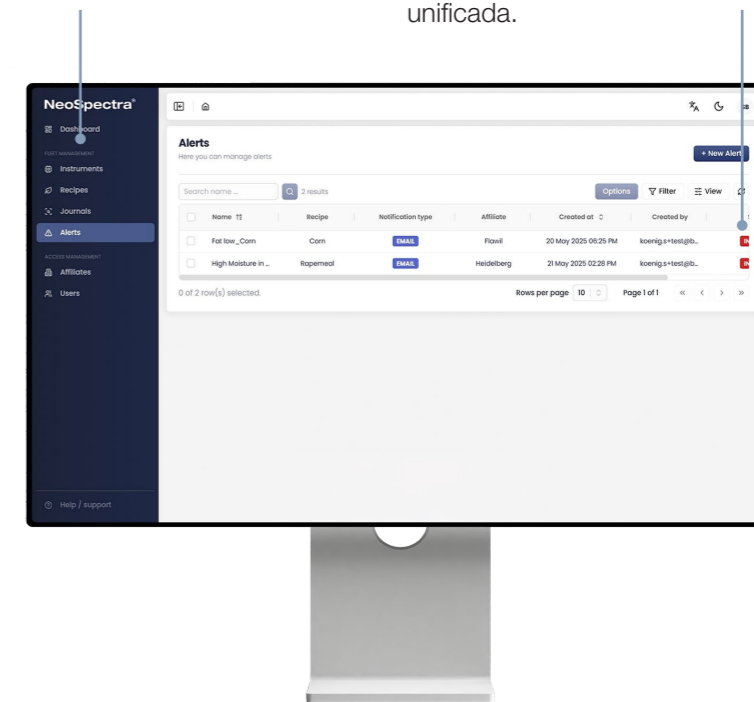 unificada.
NeoSpectra®
Dashboard
FLEET MANAGEMENT
Instruments
Recipes
Journals
Alerts
ACCESS MANAGEMENT
Affiliates
Users
Help / support
SB
Alerts
Here you can manage alerts
+ New Alert
Search name ...
2 results
Options
Filter
View
Name Recipe Notification type Affiliate Created at Created by
Fat low_Corn Corn EMAIL Flawil 20 May 2025 06:25 PM koenig.s+test@b...
High Moisture in ... Rapemeal EMAIL Heidelberg 21 May 2025 02:28 PM koenig.s+test@b...
0 of 2 row(s) selected. Rows per page 10 Page 1 of 1 « < > »